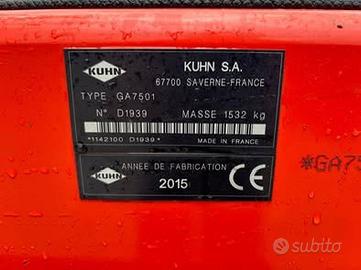 KUHN
KUHN S.A.
67700 SAVERNE-FRANCE
TYPE GA7501
N° D1939 MASSE 1532 kg
*1142100 D1939* MADE IN FRANCE
KUHN
ANNEE DE FABRICATION
2015 CE
*GA75
subito